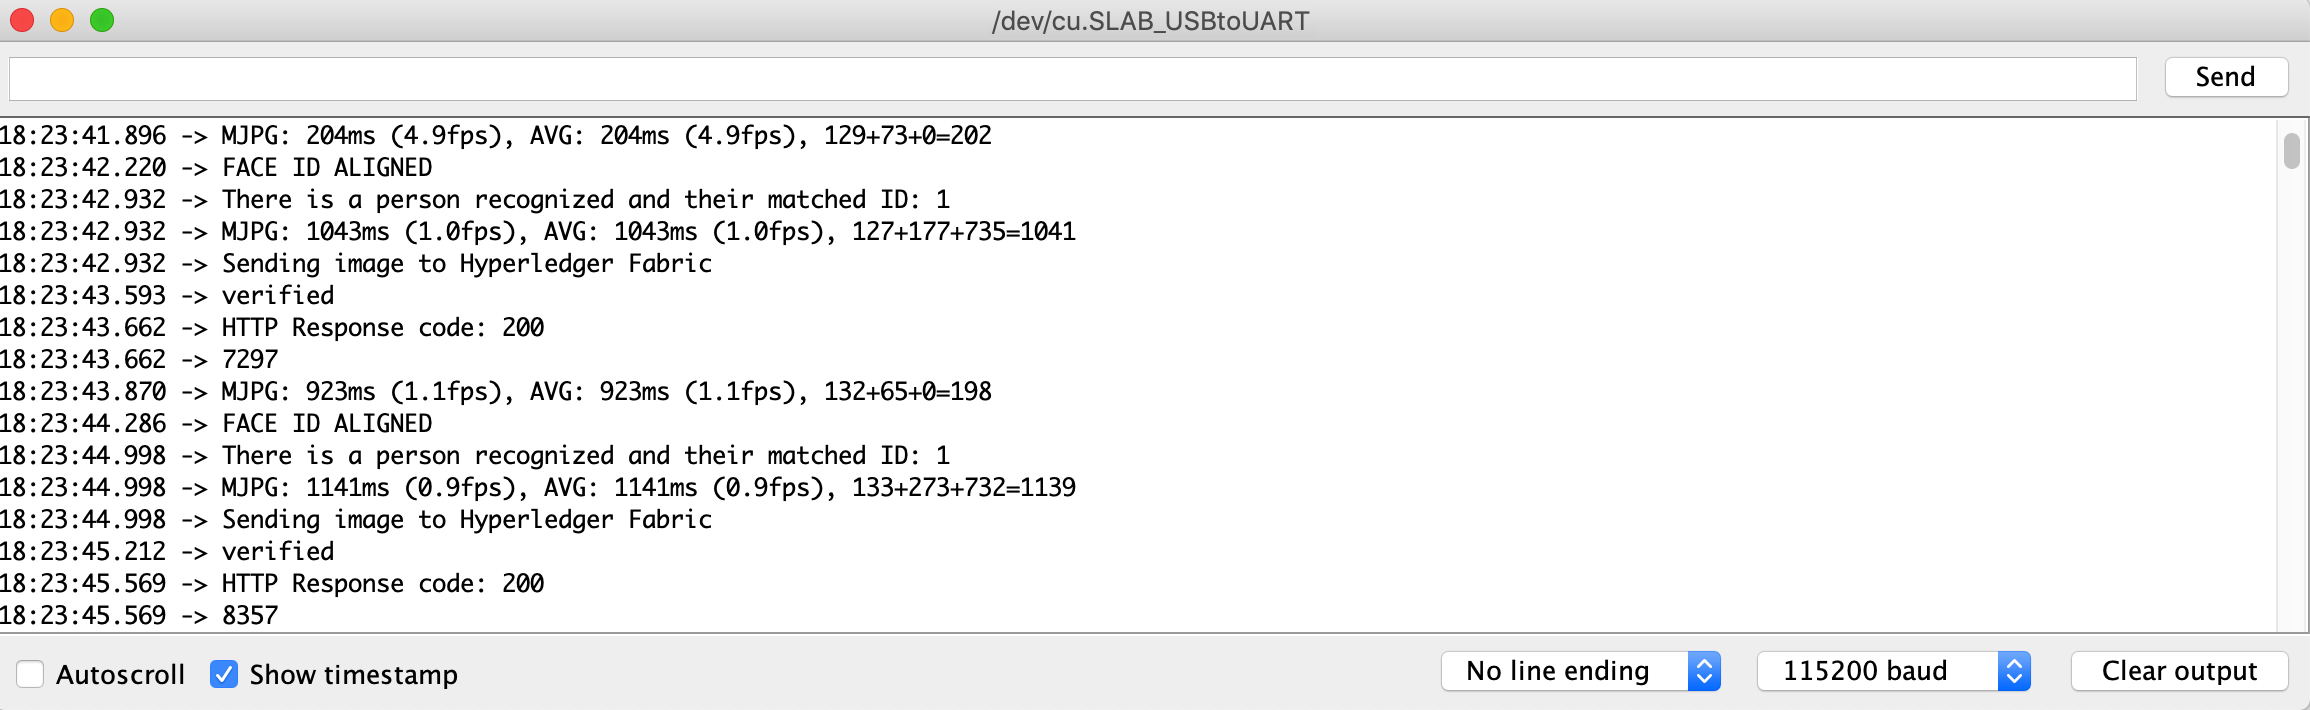 /dev/cu.SLAB_USBtoUART
Send
18:23:41.896 -> MJPG: 204ms (4.9fps), AVG: 204ms (4.9fps), 129+73+0=202
18:23:42.220 -> FACE ID ALIGNED
18:23:42.932 -> There is a person recognized and their matched ID: 1
18:23:42.932 -> MJPG: 1043ms (1.0fps), AVG: 1043ms (1.0fps), 127+177+735=1041
18:23:42.932 -> Sending image to Hyperledger Fabric
18:23:43.593 -> verified
18:23:43.662 -> HTTP Response code: 200
18:23:43.662 -> 7297
18:23:43.870 -> MJPG: 923ms (1.1fps), AVG: 923ms (1.1fps), 132+65+0=198
18:23:44.286 -> FACE ID ALIGNED
18:23:44.998 -> There is a person recognized and their matched ID: 1
18:23:44.998 -> MJPG: 1141ms (0.9fps), AVG: 1141ms (0.9fps), 133+273+732=1139
18:23:44.998 -> Sending image to Hyperledger Fabric
18:23:45.212 -> verified
18:23:45.569 -> HTTP Response code: 200
18:23:45.569 -> 8357
Autoscroll Show timestamp No line ending 115200 baud Clear output